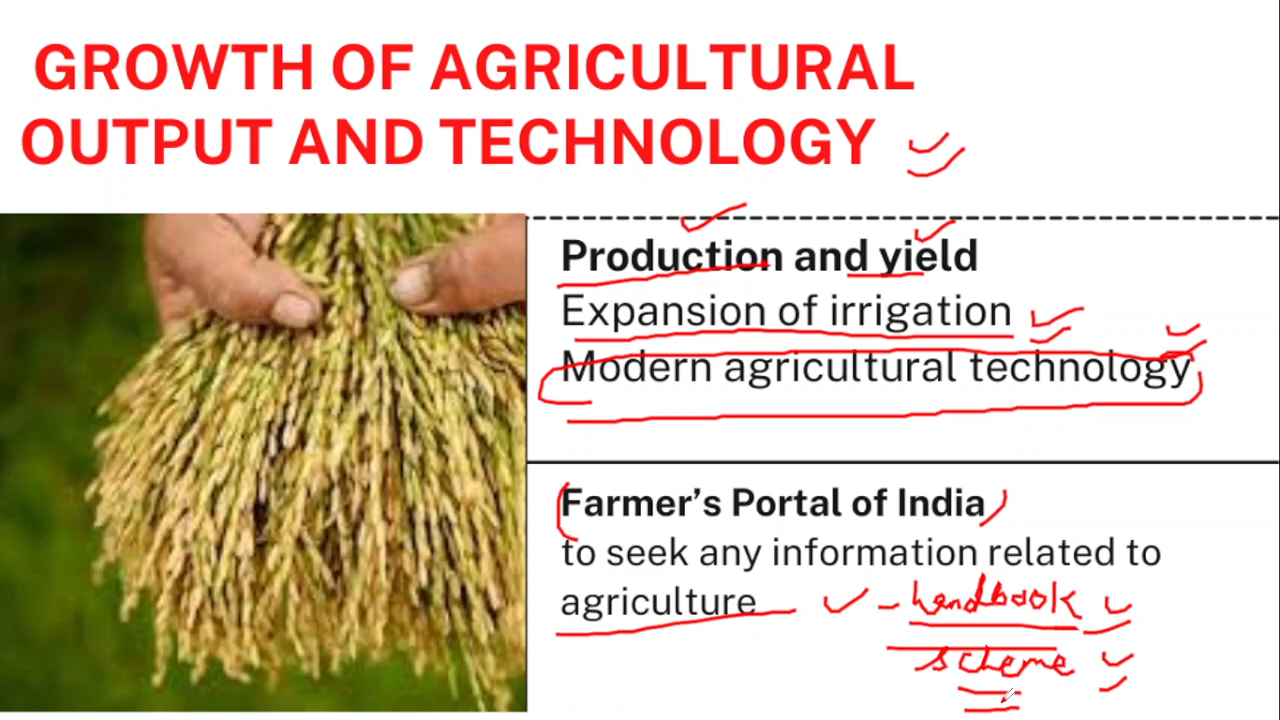 GROWTH OF AGRICULTURAL
OUTPUT AND TECHNOLOGY
Production and yield
Expansion of irrigation
Modern agricultural technology
Farmer's Portal of India
to seek any information related to
agriculture - handbook
scheme